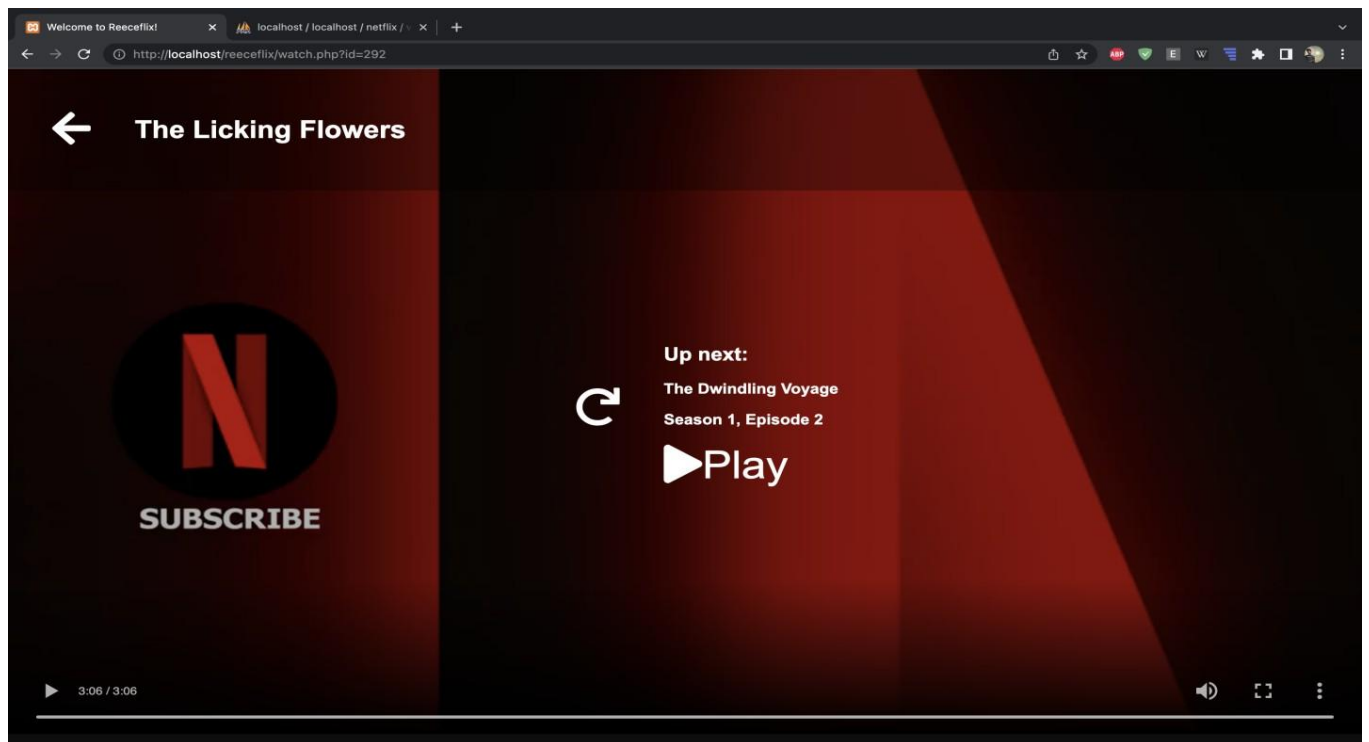 Welcome to Reeceflix!
localhost / localhost / netflix /
http://localhost/reeceflix/watch.php?id=292
ABP
E
W
The Licking Flowers
N
SUBSCRIBE
Up next:
The Dwindling Voyage
Season 1, Episode 2
Play
3:06 / 3:06